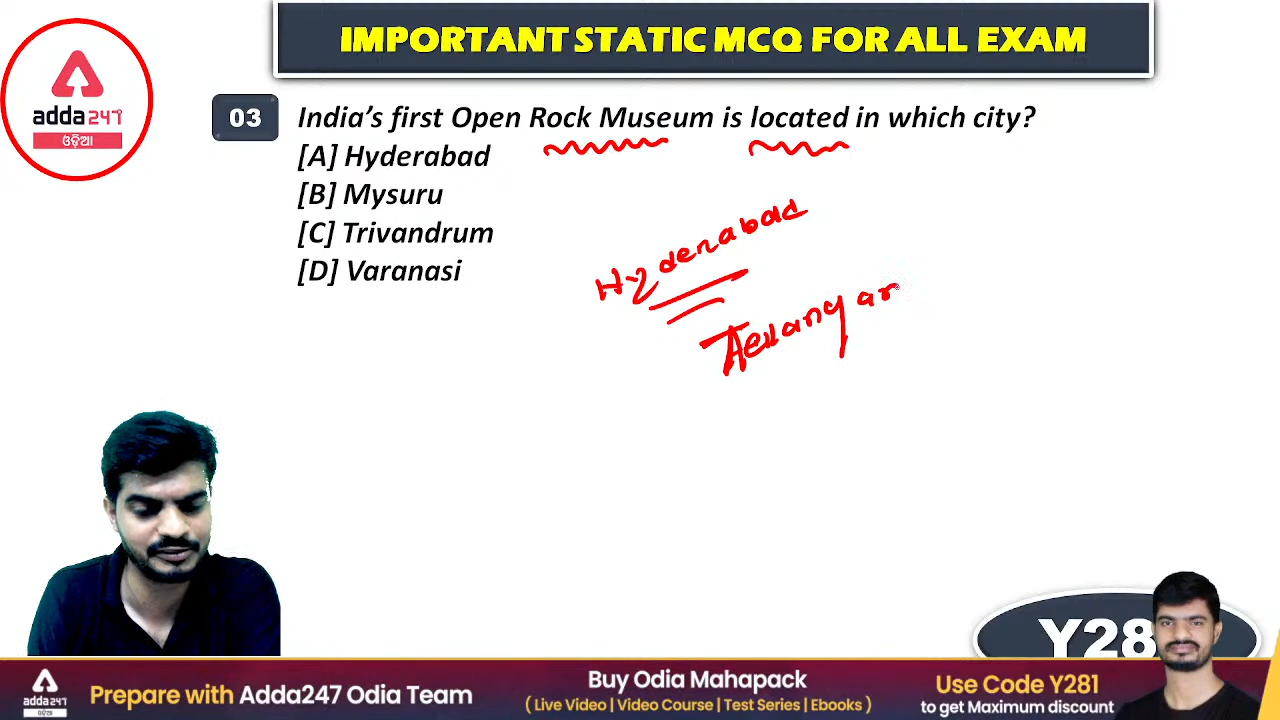 IMPORTANT STATIC MCQ FOR ALL EXAM
adda247
ଓଡ଼ିଆ
03
India's first Open Rock Museum is located in which city?
[A] Hyderabad
[B] Mysuru
[C] Trivandrum
[D] Varanasi
Hyderabad
Y28
adda247
ଓଡ଼ିଆ
Prepare with Adda247 Odia Team
Buy Odia Mahapack
( Live Video | Video Course | Test Series | Ebooks )
Use Code Y281
to get Maximum discount